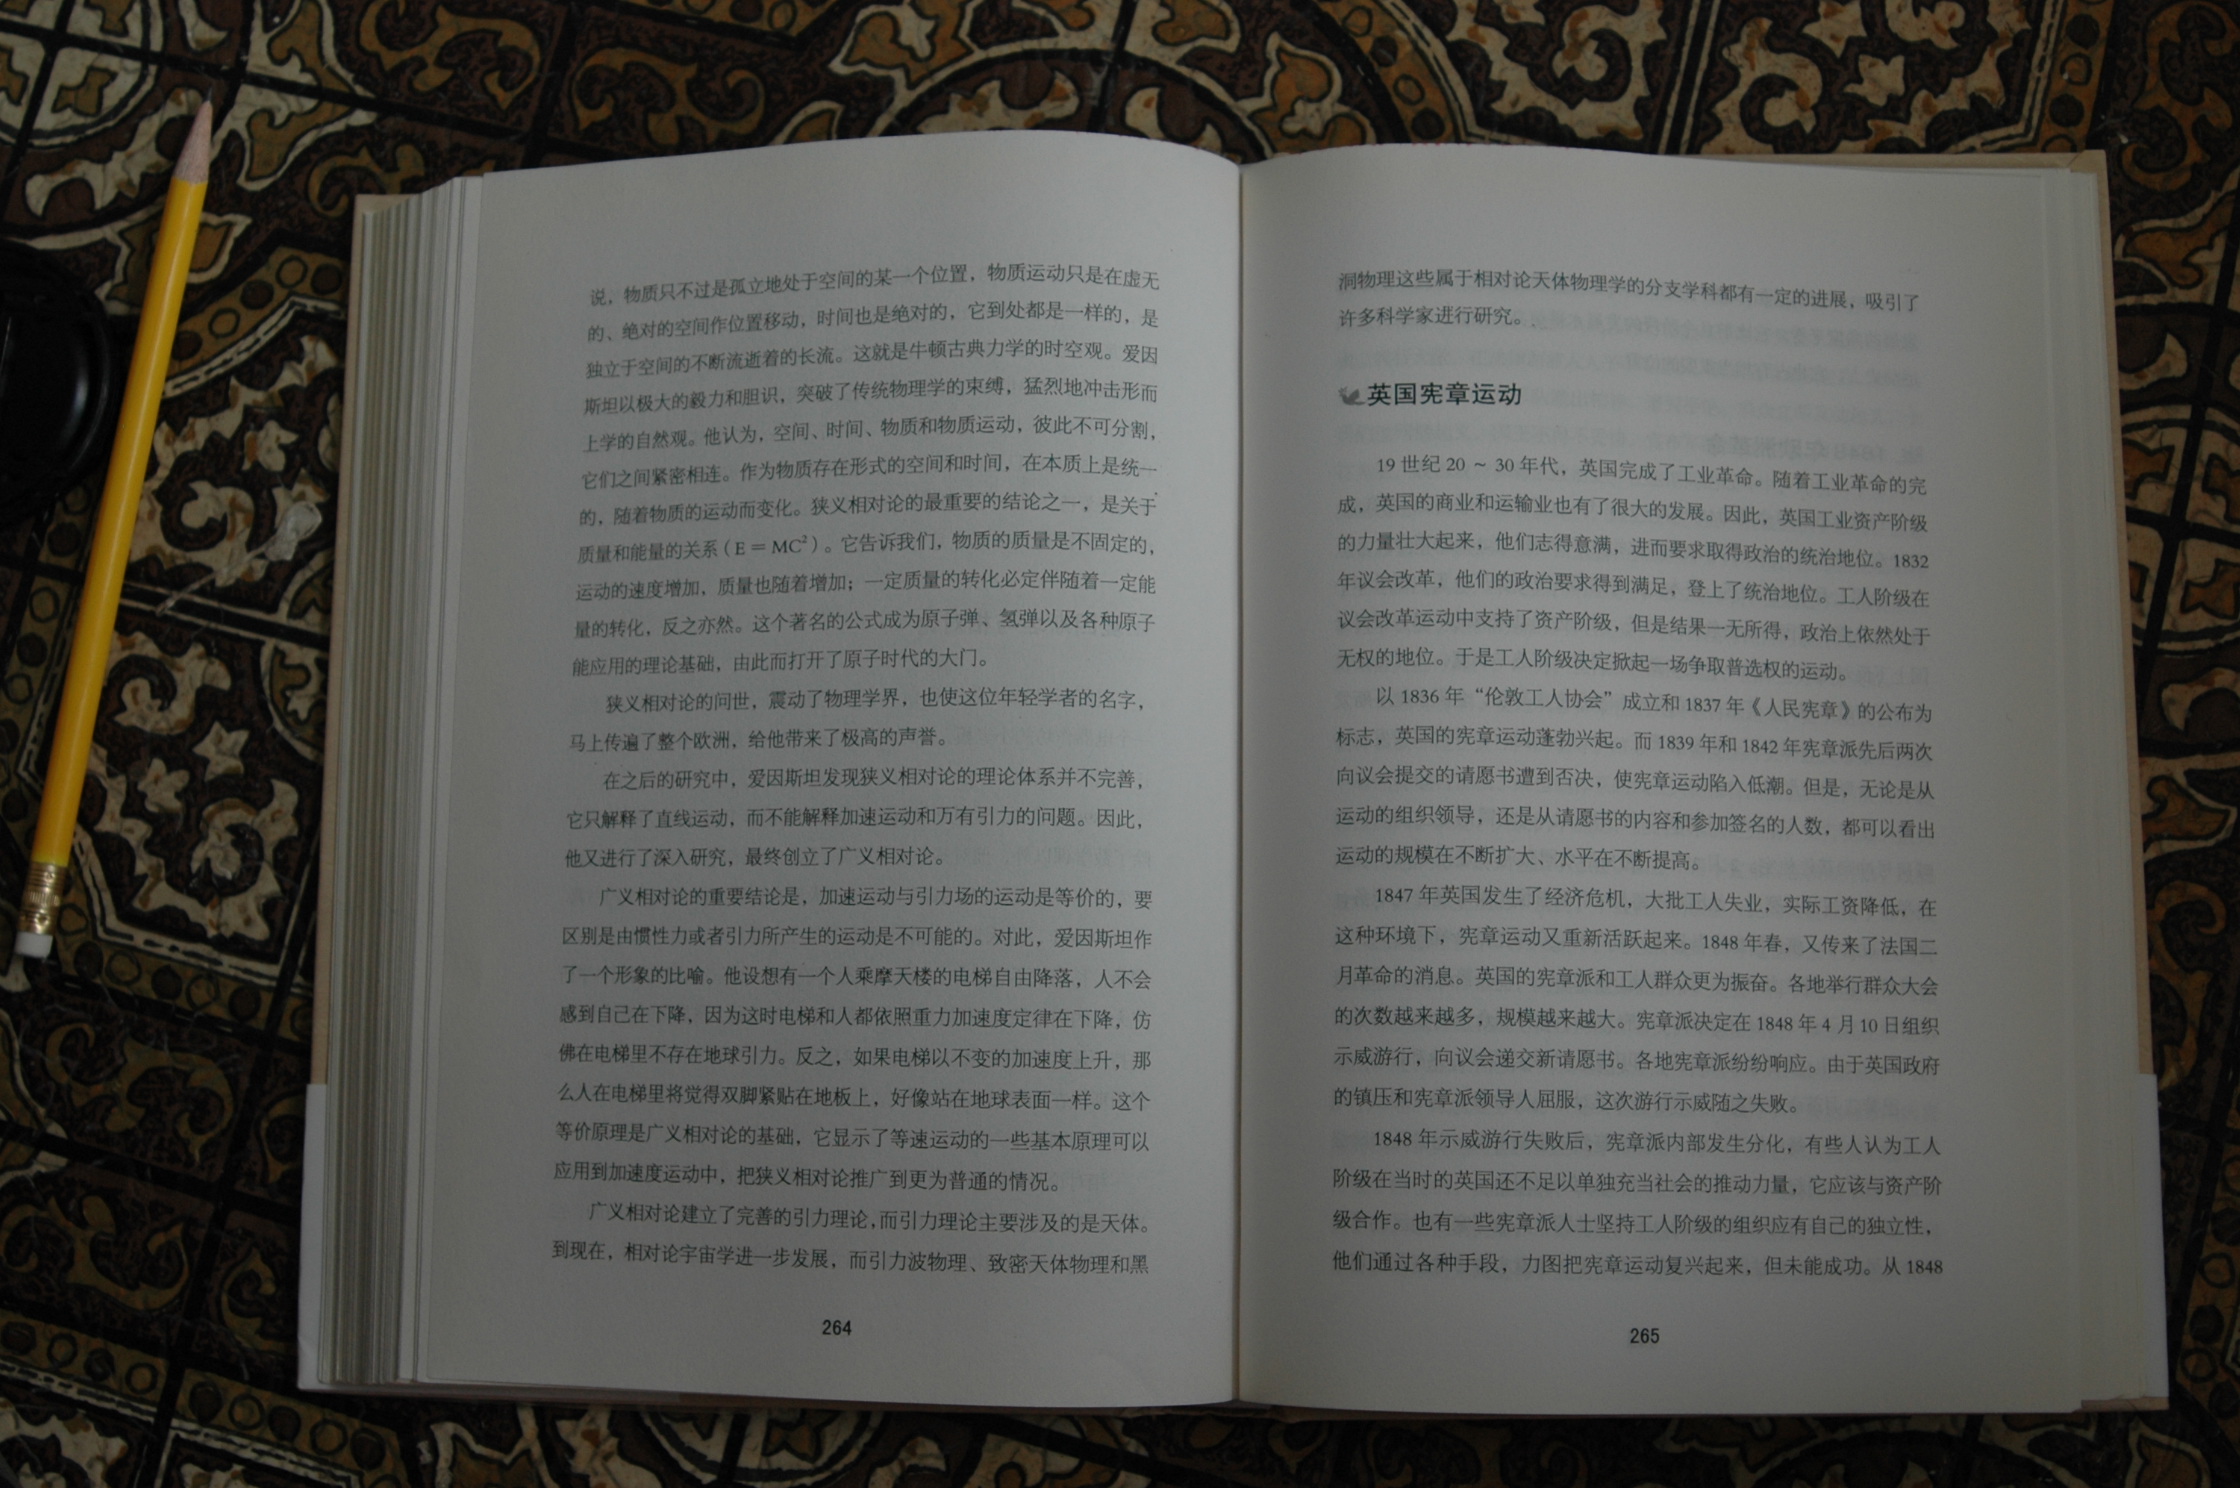 说，物质只不过是孤立地处于空间的某一个位置，物质运动只是在虚无
的、绝对的空间作位置移动，时间也是绝对的，它到处都是一样的，是
独立于空间的不断流逝着的长流。这就是牛顿古典力学的时空观。爱因
斯坦以极大的毅力和胆识，突破了传统物理学的束缚，猛烈地冲击形而
上学的自然观。他认为，空间、时间、物质和物质运动，彼此不可分割，
它们之间紧密相连。作为物质存在形式的空间和时间，在本质上是统一
的，随着物质的运动而变化。狭义相对论的最重要的结论之一，是关于
质量和能量的关系（E = MC²）。它告诉我们，物质的质量是不固定的，
运动的速度增加，质量也随着增加；一定质量的转化必定伴随着一定能
量的转化，反之亦然。这个著名的公式成为原子弹、氢弹以及各种原子
能应用的理论基础，由此而打开了原子时代的大门。
狭义相对论的问世，震动了物理学界，也使这位年轻学者的名字，
马上传遍了整个欧洲，给他带来了极高的声誉。
在之后的研究中，爱因斯坦发现狭义相对论的理论体系并不完善，
它只解释了直线运动，而不能解释加速运动和万有引力的问题。因此，
他又进行了深入研究，最终创立了广义相对论。
广义相对论的重要结论是，加速运动与引力场的运动是等价的，要
区别是由惯性力或者引力所产生的运动是不可能的。对此，爱因斯坦作
了一个形象的比喻。他设想有一个人乘摩天楼的电梯自由降落，人不会
感到自己在下降，因为这时电梯和人都依照重力加速度定律在下降，仿
佛在电梯里不存在地球引力。反之，如果电梯以不变的加速度上升，那
么人在电梯里将觉得双脚紧贴在地板上，好像站在地球表面一样。这个
等价原理是广义相对论的基础，它显示了等速运动的一些基本原理可以
应用到加速度运动中，把狭义相对论推广到更为普通的情况。
广义相对论建立了完善的引力理论，而引力理论主要涉及的是天体。
到现在，相对论宇宙学进一步发展，而引力波物理、致密天体物理和黑
264
洞物理这些属于相对论天体物理学的分支学科都有一定的进展，吸引了
许多科学家进行研究。
英国宪章运动
19 世纪 20 ~ 30 年代，英国完成了工业革命。随着工业革命的完
成，英国的商业和运输业也有了很大的发展。因此，英国工业资产阶级
的力量壮大起来，他们志得意满，进而要求取得政治的统治地位。1832
年议会改革，他们的政治要求得到满足，登上了统治地位。工人阶级在
议会改革运动中支持了资产阶级，但是结果一无所得，政治上依然处于
无权的地位。于是工人阶级决定掀起一场争取普选权的运动。
以 1836 年“伦敦工人协会”成立和 1837 年《人民宪章》的公布为
标志，英国的宪章运动蓬勃兴起。而 1839 年和 1842 年宪章派先后两次
向议会提交的请愿书遭到否决，使宪章运动陷入低潮。但是，无论是从
运动的组织领导，还是从请愿书的内容和参加签名的人数，都可以看出
运动的规模在不断扩大、水平在不断提高。
1847 年英国发生了经济危机，大批工人失业，实际工资降低，在
这种环境下，宪章运动又重新活跃起来。1848 年春，又传来了法国二
月革命的消息。英国的宪章派和工人群众更为振奋。各地举行群众大会
的次数越来越多，规模越来越大。宪章派决定在 1848 年 4 月 10 日组织
示威游行，向议会递交新请愿书。各地宪章派纷纷响应。由于英国政府
的镇压和宪章派领导人屈服，这次游行示威随之失败。
1848 年示威游行失败后，宪章派内部发生分化，有些人认为工人
阶级在当时的英国还不足以单独充当社会的推动力量，它应该与资产阶
级合作。也有一些宪章派人士坚持工人阶级的组织应有自己的独立性，
他们通过各种手段，力图把宪章运动复兴起来，但未能成功。从 1848
265